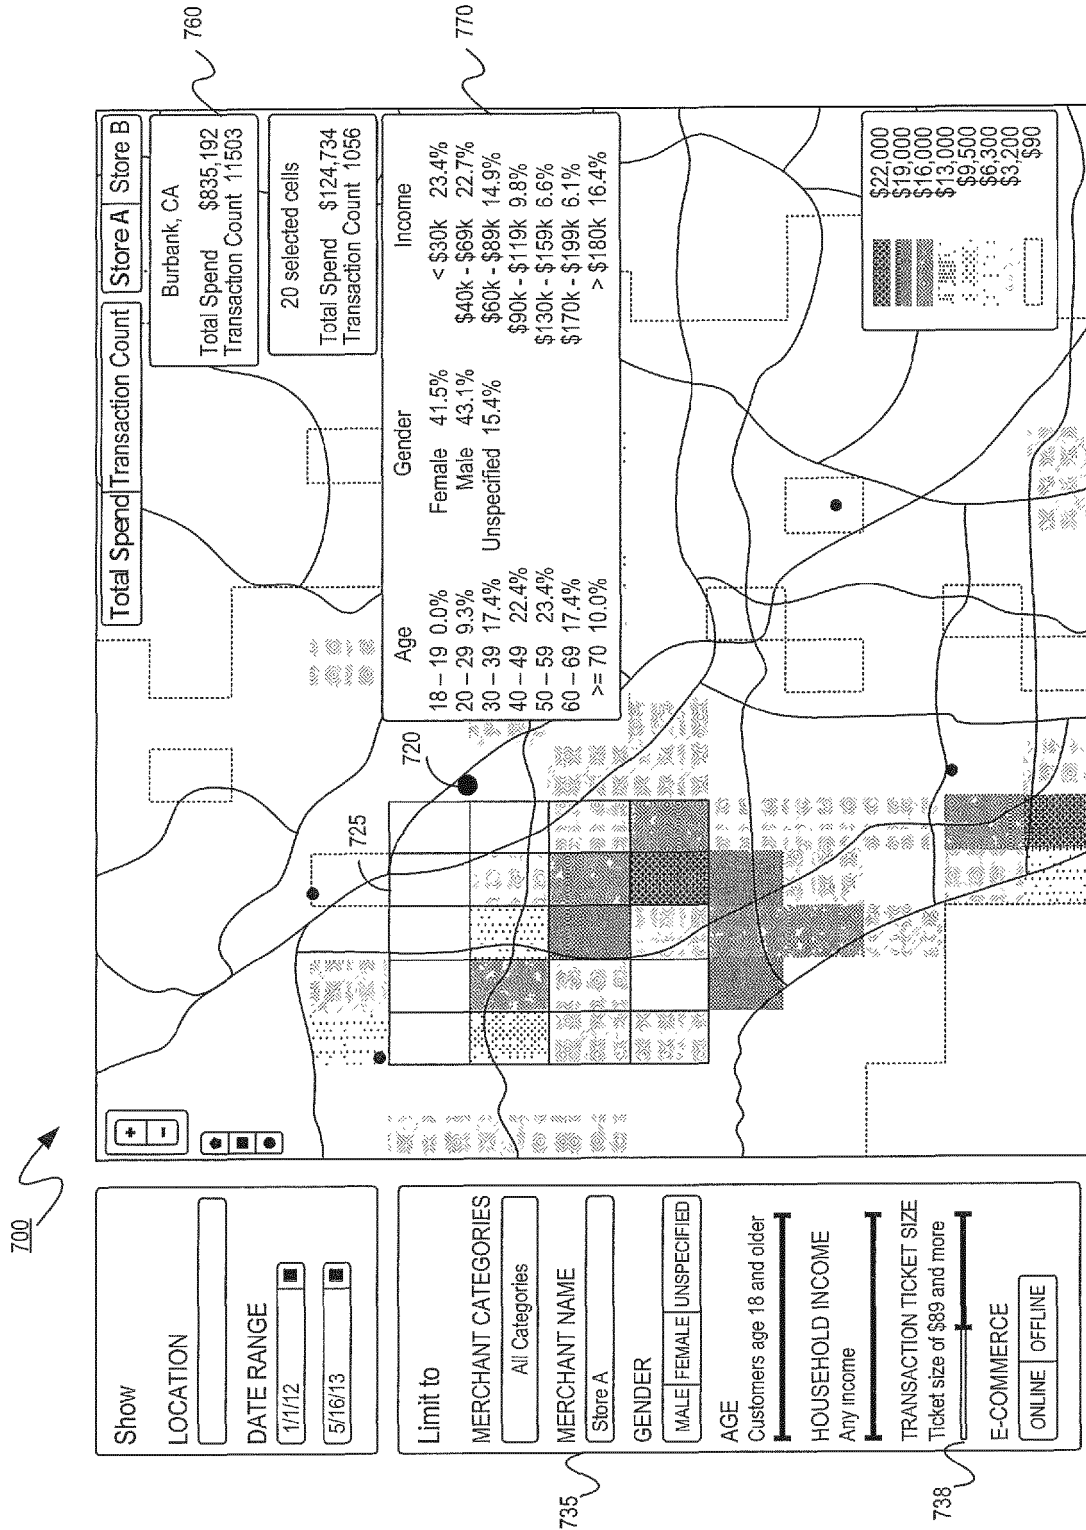 700
Show
LOCATION
DATE RANGE
1/1/12
5/16/13
Limit to
MERCHANT CATEGORIES
All Categories
MERCHANT NAME
Store A
GENDER
MALE FEMALE UNSPECIFIED
AGE
Customers age 18 and older
HOUSEHOLD INCOME
Any income
TRANSACTION TICKET SIZE
Ticket size of $89 and more
E-COMMERCE
ONLINE OFFLINE
735
738
+
−
Total Spend Transaction Count Store A Store B
Burbank, CA
Total Spend $835,192
Transaction Count 11503
760
20 selected cells
Total Spend $124,734
Transaction Count 1056
770
Age Gender Income
18 – 19 0.0% Female 41.5% < $30k 23.4%
20 – 29 9.3% Male 43.1% $40k - $69k 22.7%
30 – 39 17.4% Unspecified 15.4% $60k - $89k 14.9%
40 – 49 22.4% $90k - $119k 9.8%
50 – 59 23.4% $130k - $159k 6.6%
60 – 69 17.4% $170k - $199k 6.1%
>= 70 10.0% > $180k 16.4%
720
725
$22,000
$19,000
$16,000
$13,000
$9,500
$6,300
$3,200
$90